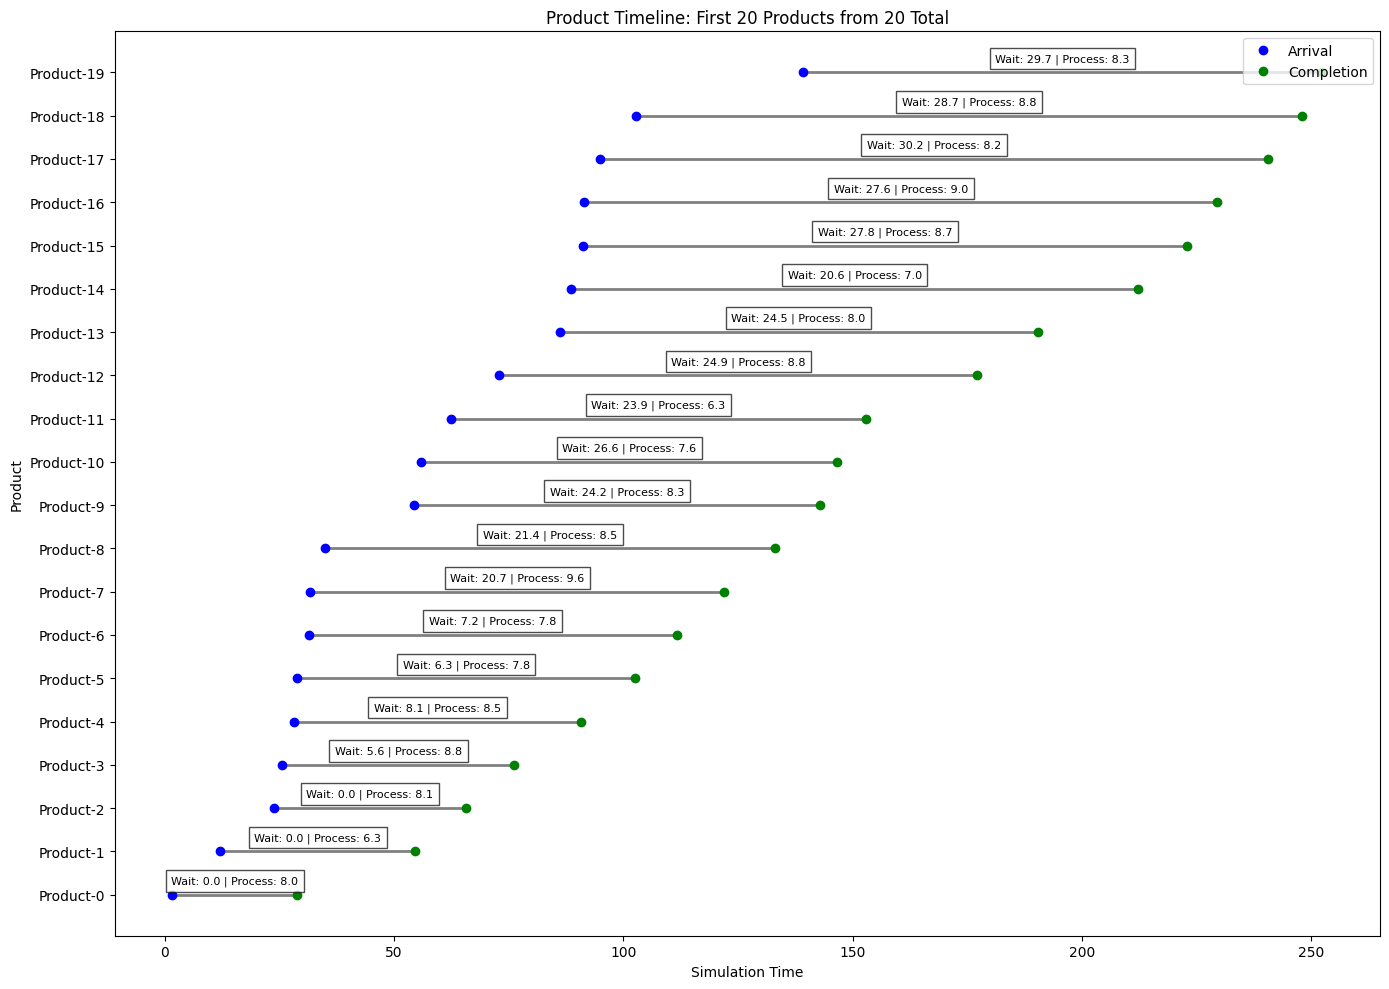 Product Timeline: First 20 Products from 20 Total
Arrival
Completion
Product-19
Wait: 29.7 | Process: 8.3
Product-18
Wait: 28.7 | Process: 8.8
Product-17
Wait: 30.2 | Process: 8.2
Product-16
Wait: 27.6 | Process: 9.0
Product-15
Wait: 27.8 | Process: 8.7
Product-14
Wait: 20.6 | Process: 7.0
Product-13
Wait: 24.5 | Process: 8.0
Product-12
Wait: 24.9 | Process: 8.8
Product-11
Wait: 23.9 | Process: 6.3
Product-10
Wait: 26.6 | Process: 7.6
Product-9
Wait: 24.2 | Process: 8.3
Product-8
Wait: 21.4 | Process: 8.5
Product-7
Wait: 20.7 | Process: 9.6
Product-6
Wait: 7.2 | Process: 7.8
Product-5
Wait: 6.3 | Process: 7.8
Product-4
Wait: 8.1 | Process: 8.5
Product-3
Wait: 5.6 | Process: 8.8
Product-2
Wait: 0.0 | Process: 8.1
Product-1
Wait: 0.0 | Process: 6.3
Product-0
Wait: 0.0 | Process: 8.0
Product
0 50 100 150 200 250
Simulation Time